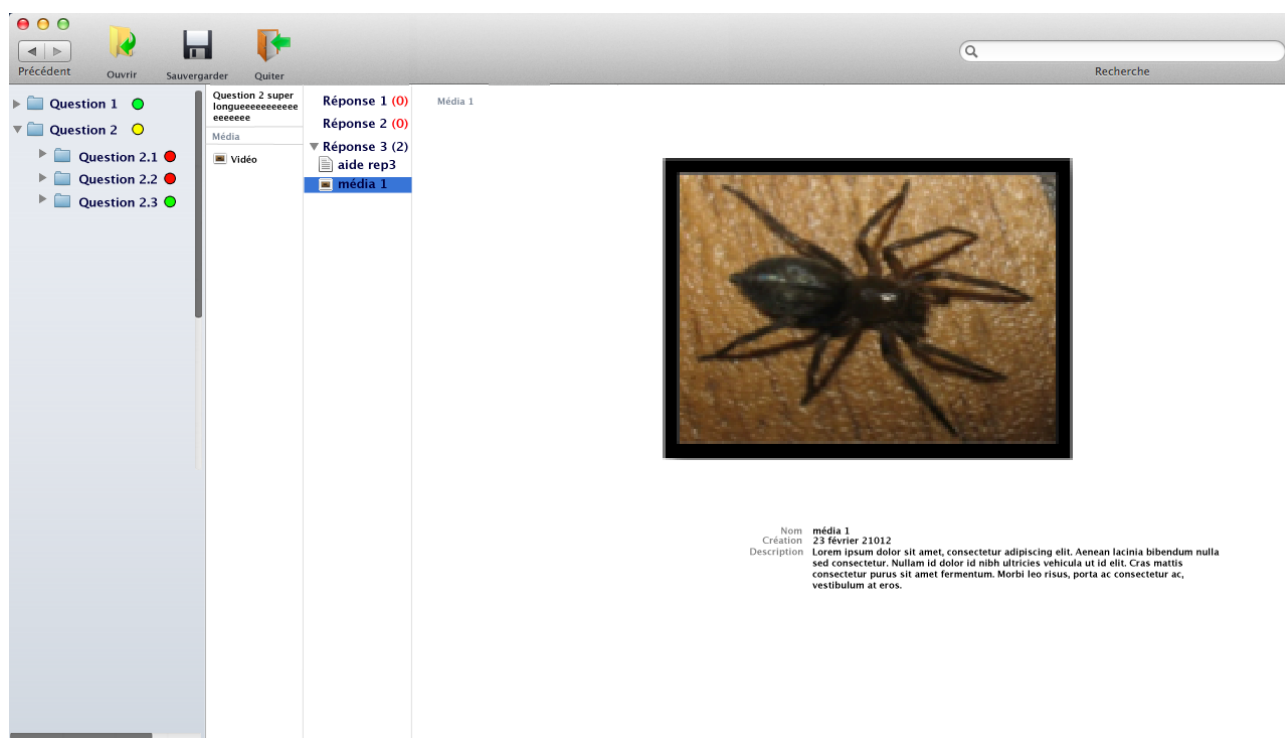 Précédent
Ouvrir
Sauvergarder
Quiter
Recherche
Question 1
Question 2
Question 2.1
Question 2.2
Question 2.3
Question 2 super
longueeeeeeeeeee
eeeeeee
Média
Vidéo
Réponse 1 (0)
Réponse 2 (0)
Réponse 3 (2)
aide rep3
média 1
Média 1
Nom média 1
Création 23 février 21012
Description Lorem ipsum dolor sit amet, consectetur adipiscing elit. Aenean lacinia bibendum nulla
sed consectetur. Nullam id dolor id nibh ultricies vehicula ut id elit. Cras mattis
consectetur purus sit amet fermentum. Morbi leo risus, porta ac consectetur ac,
vestibulum at eros.